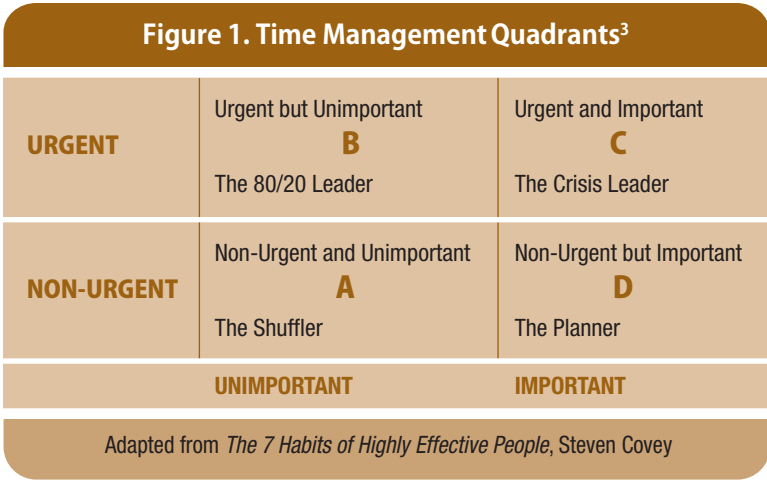 Figure 1. Time Management Quadrants3
URGENT
Urgent but Unimportant
B
The 80/20 Leader
Urgent and Important
C
The Crisis Leader
NON-URGENT
Non-Urgent and Unimportant
A
The Shuffler
Non-Urgent but Important
D
The Planner
UNIMPORTANT
IMPORTANT
Adapted from The 7 Habits of Highly Effective People, Steven Covey